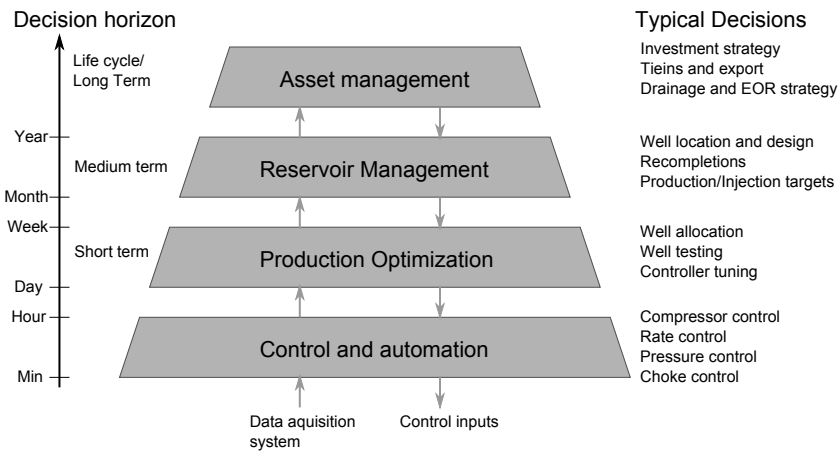 Decision horizon
Typical Decisions
Life cycle/
Long Term
Asset management
Investment strategy
Tieins and export
Drainage and EOR strategy
Year
Medium term
Month
Reservoir Management
Well location and design
Recompletions
Production/Injection targets
Week
Short term
Day
Production Optimization
Well allocation
Well testing
Controller tuning
Hour
Min
Control and automation
Compressor control
Rate control
Pressure control
Choke control
Data aquisition
system
Control inputs